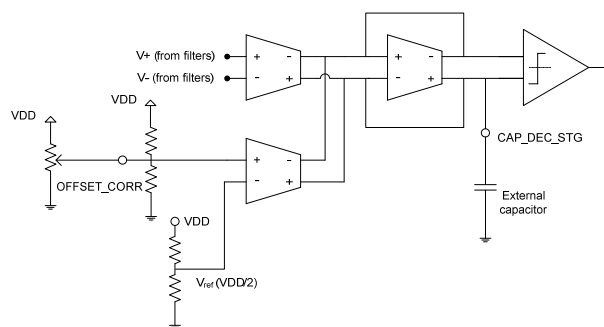 V+ (from filters)
V- (from filters)
+ -
- +
+ -
- +
VDD
VDD
OFFSET_CORR
+ -
- +
CAP_DEC_STG
External
capacitor
VDD
Vref (VDD/2)